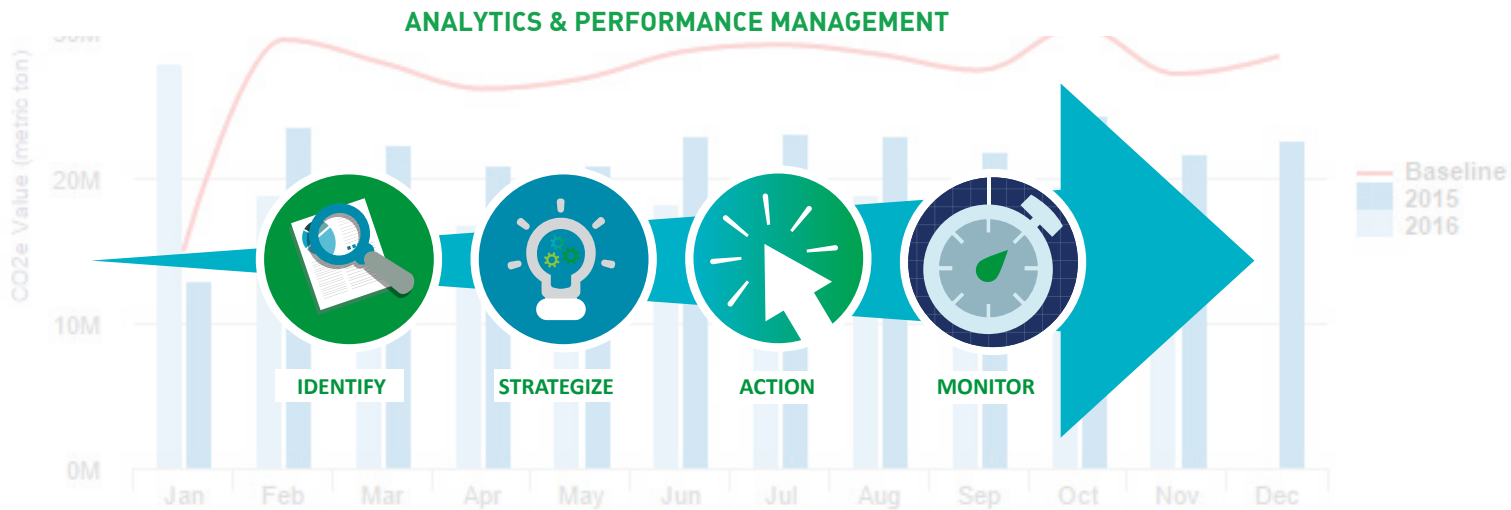 ANALYTICS & PERFORMANCE MANAGEMENT
CO2e Value (metric ton)
20M
10M
0M
Baseline
2015
2016
IDENTIFY
STRATEGIZE
ACTION
MONITOR
Jan
Feb
Mar
Apr
May
Jun
Jul
Aug
Sep
Oct
Nov
Dec